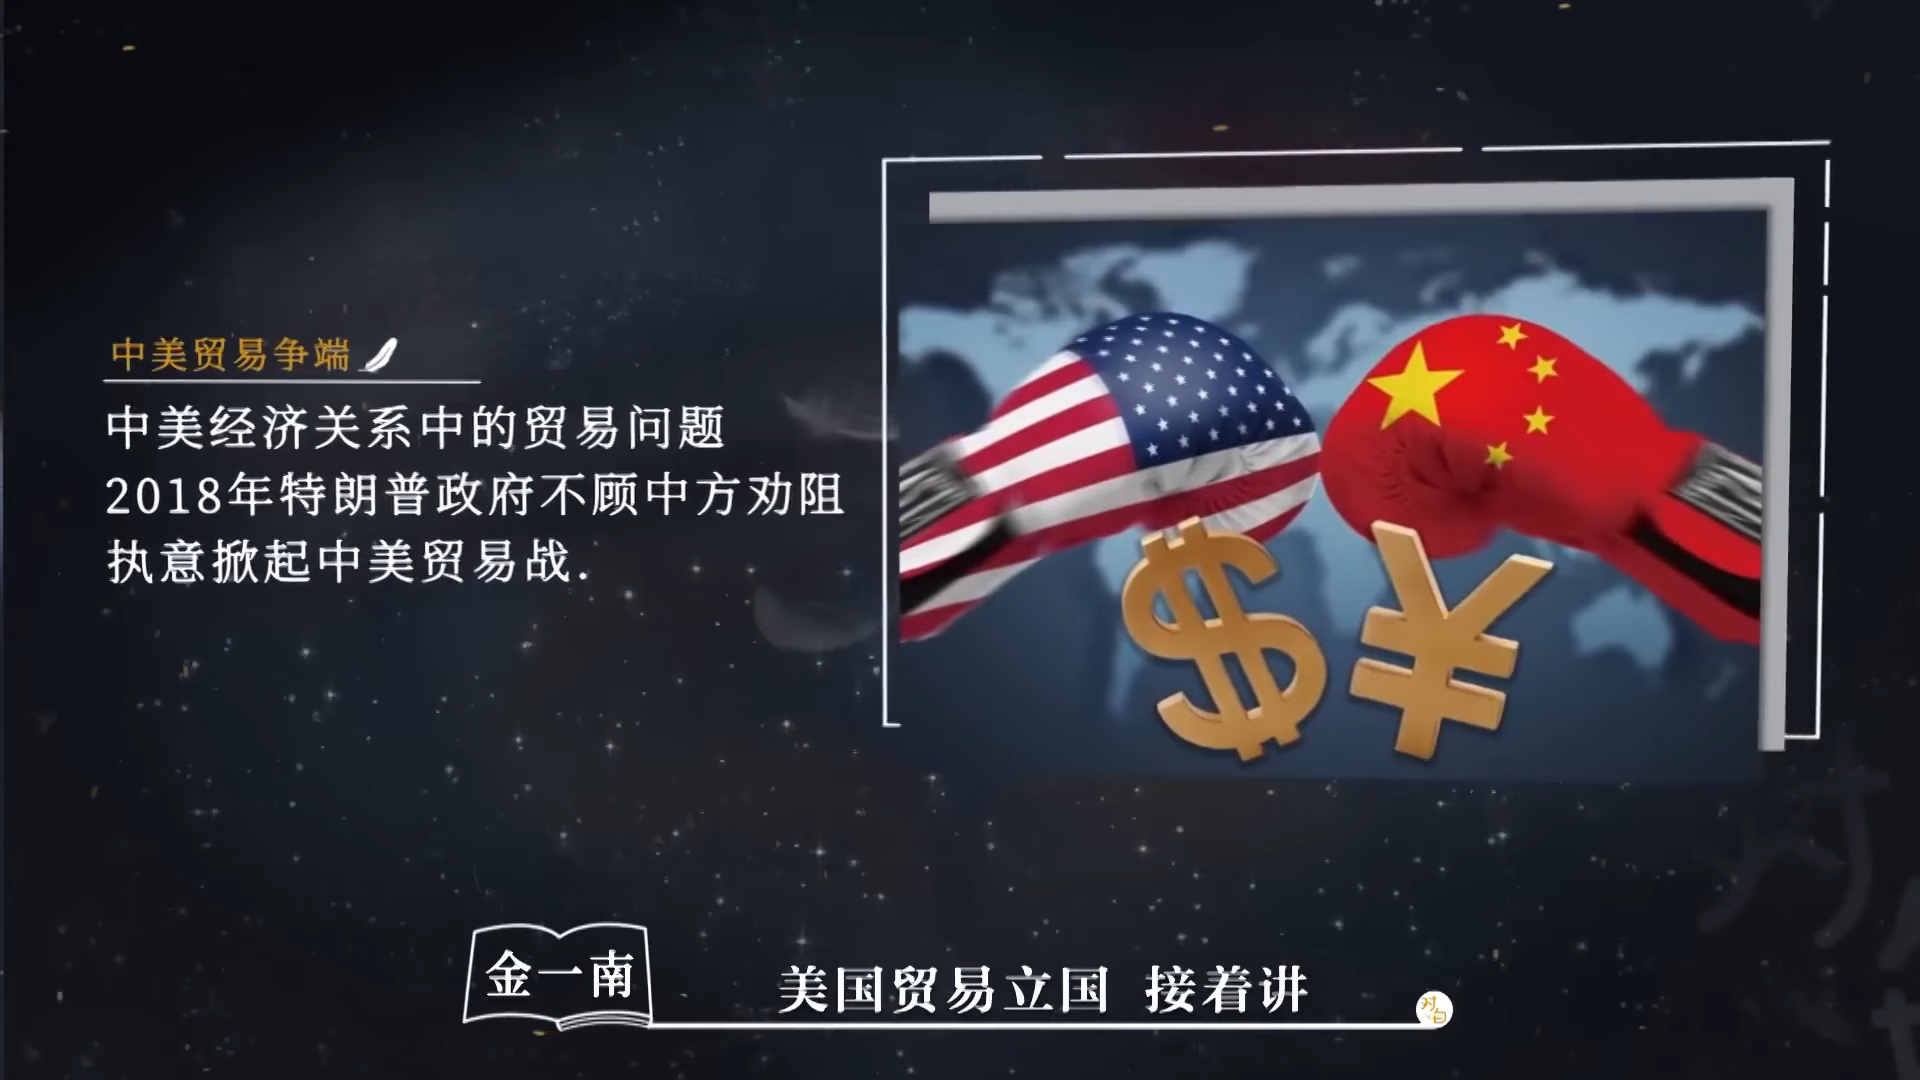 中美贸易争端
中美经济关系中的贸易问题
2018年特朗普政府不顾中方劝阻
执意掀起中美贸易战.
金一南
美国贸易立国 接着讲
对白